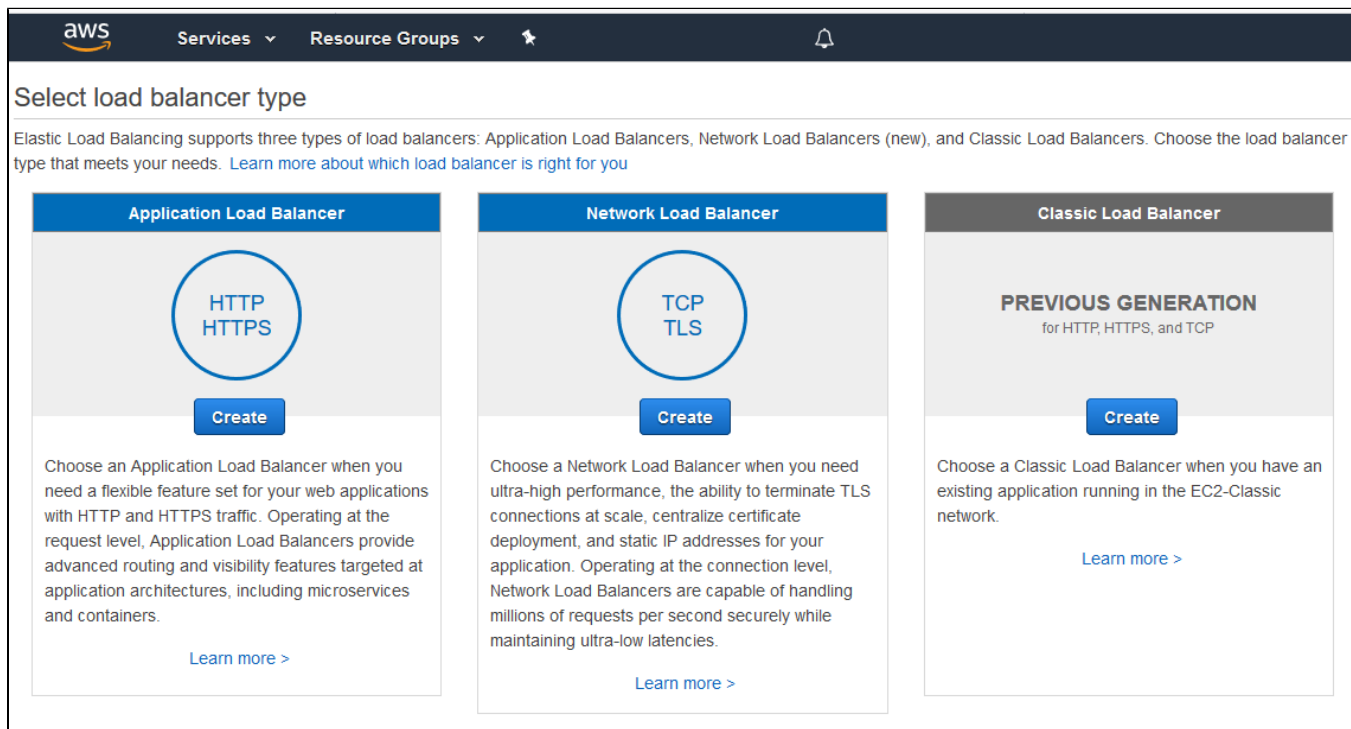 aws Services Resource Groups
Select load balancer type
Elastic Load Balancing supports three types of load balancers: Application Load Balancers, Network Load Balancers (new), and Classic Load Balancers. Choose the load balancer
type that meets your needs. Learn more about which load balancer is right for you
Application Load Balancer
HTTP
HTTPS
Create
Choose an Application Load Balancer when you
need a flexible feature set for your web applications
with HTTP and HTTPS traffic. Operating at the
request level, Application Load Balancers provide
advanced routing and visibility features targeted at
application architectures, including microservices
and containers.
Learn more >
Network Load Balancer
TCP
TLS
Create
Choose a Network Load Balancer when you need
ultra-high performance, the ability to terminate TLS
connections at scale, centralize certificate
deployment, and static IP addresses for your
application. Operating at the connection level,
Network Load Balancers are capable of handling
millions of requests per second securely while
maintaining ultra-low latencies.
Learn more >
Classic Load Balancer
PREVIOUS GENERATION
for HTTP, HTTPS, and TCP
Create
Choose a Classic Load Balancer when you have an
existing application running in the EC2-Classic
network.
Learn more >